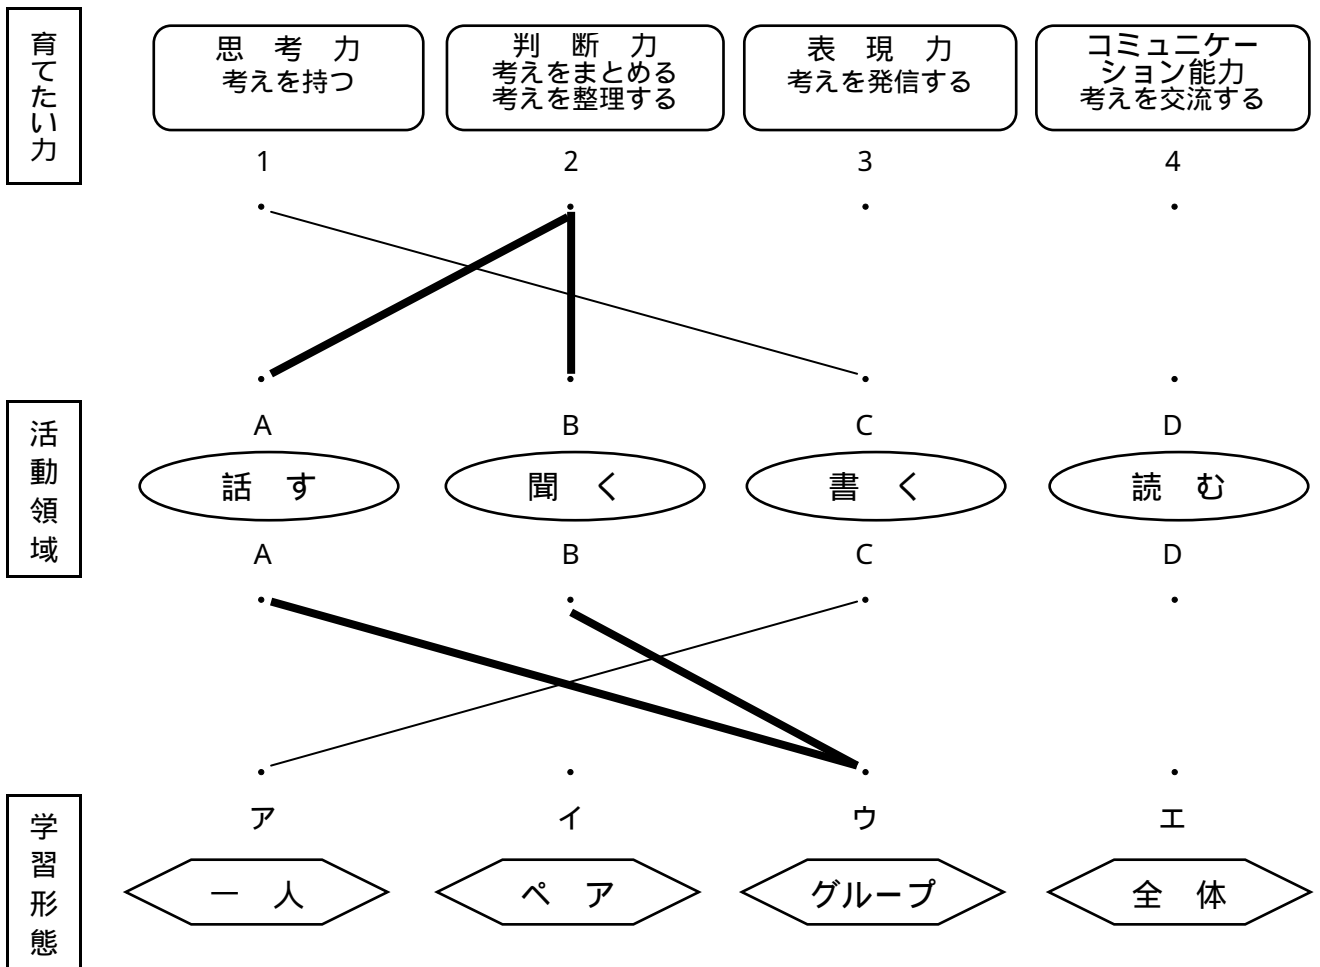 育てたい力
思　考　力
考えを持つ
判　断　力
考えをまとめる
考えを整理する
表　現　力
考えを発信する
コミュニケー
ション能力
考えを交流する
1
2
3
4
活動領域
A
B
C
D
話　す
聞　く
書　く
読　む
A
B
C
D
学習形態
ア
イ
ウ
エ
一　人
ペ　ア
グループ
全　体